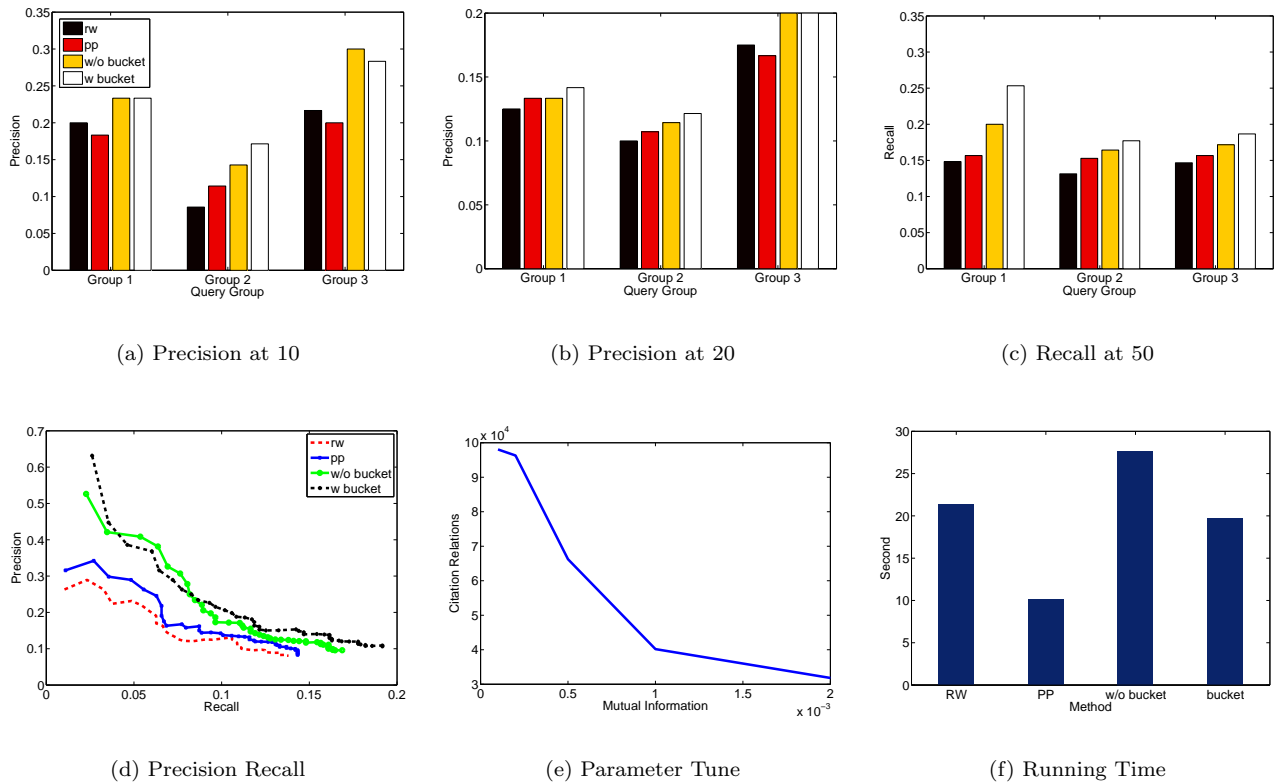 0.35
0.3
0.25
0.2
0.15
0.1
0.05
0
Precision
rw
pp
w/o bucket
w bucket
Group 1 Group 2 Group 3
Query Group
(a) Precision at 10
0.2
0.15
0.1
0.05
0
Precision
Group 1 Group 2 Group 3
Query Group
(b) Precision at 20
0.35
0.3
0.25
0.2
0.15
0.1
0.05
0
Recall
Group 1 Group 2 Group 3
Query Group
(c) Recall at 50
0.7
0.6
0.5
0.4
0.3
0.2
0.1
0
Precision
rw
pp
w/o bucket
w bucket
0 0.05 0.1 0.15 0.2
Recall
(d) Precision Recall
x 10^4
10
9
8
7
6
5
4
3
Citation Relations
0 0.5 1 1.5 2
Mutual Information
x 10^−3
(e) Parameter Tune
30
25
20
15
10
5
0
Second
RW PP w/o bucket bucket
Method
(f) Running Time